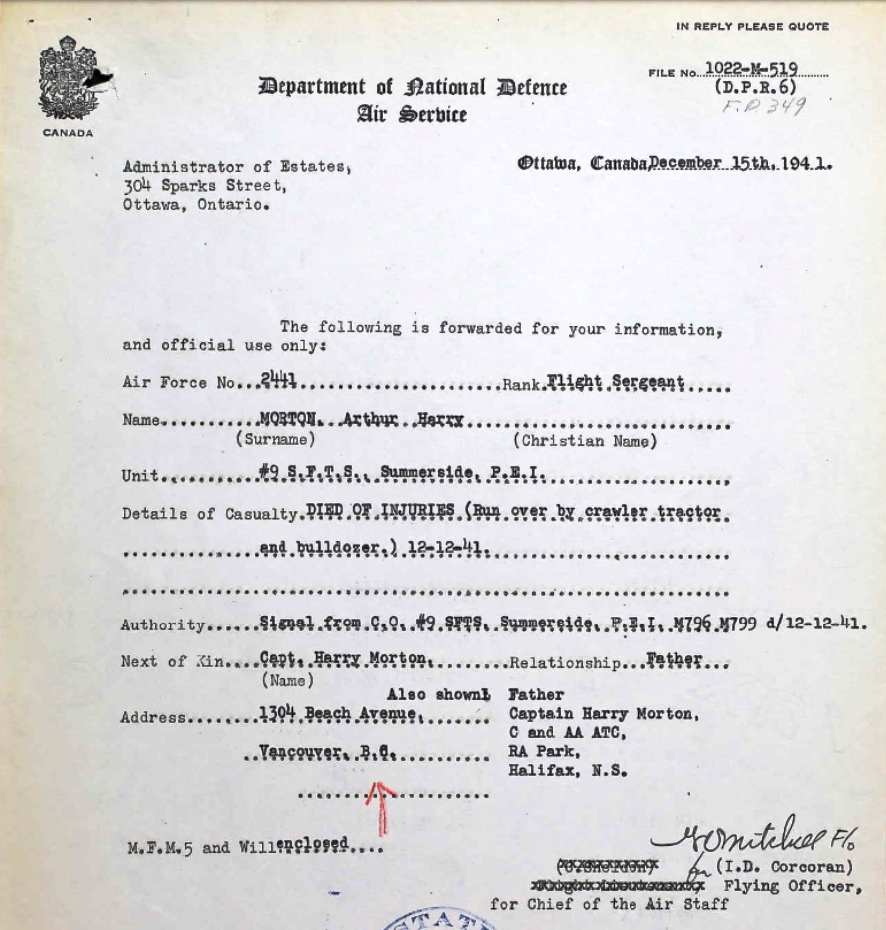 IN REPLY PLEASE QUOTE
FILE No...1022-M-519.........
(D.P.R.6)
F.D. 349
CANADA
Department of National Defence
Air Service
Ottawa, Canada, December 15th, 1941.
Administrator of Estates,
304 Sparks Street,
Ottawa, Ontario.
The following is forwarded for your information,
and official use only:
Air Force No...2441.......................Rank.Flight Sergeant.....
Name...........MORTON, Arthur Harry..............................
(Surname) (Christian Name)
Unit...........#9 S.F.T.S., Summerside, P.E.I......................
Details of Casualty.DIED OF INJURIES (Run over by crawler tractor
...............and bulldozer.) 12-12-41..............................
Authority......Signal from C.O. #9 SFTS, Summerside, P.E.I. M796 M799 d/12-12-41.
Next of Kin....Capt. Harry Morton,........Relationship...Father...
(Name)
Also shown: Father
Address........1304 Beach Avenue,....... Captain Harry Morton,
C and AA ATC,
..Vancouver, B.C........... RA Park,
Halifax, N.S.
M.F.M.5 and Will enclosed....
Mitchell F/O
for (I.D. Corcoran)
Flying Officer,
for Chief of the Air Staff